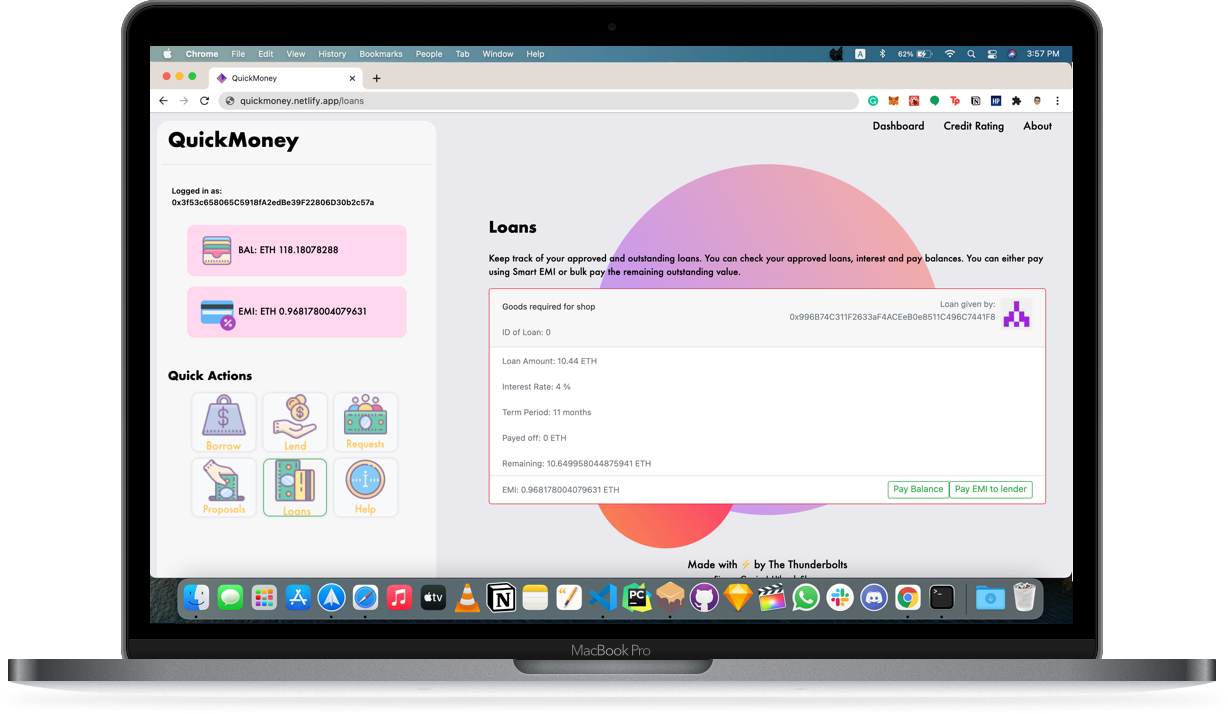 Chrome File Edit View History Bookmarks People Tab Window Help
A 62% 3:57 PM
QuickMoney
quickmoney.netlify.app/loans
Tp HP
QuickMoney
Dashboard Credit Rating About
Logged in as:
0x3f53c658065C5918fA2edBe39F22806D30b2c57a
BAL: ETH 118.18078288
EMI: ETH 0.968178004079631
Quick Actions
Borrow Lend Requests
Proposals Loans Help
Loans
Keep track of your approved and outstanding loans. You can check your approved loans, interest and pay balances. You can either pay
using Smart EMI or bulk pay the remaining outstanding value.
Goods required for shop
ID of Loan: 0
Loan given by:
0x996B74C311F2633aF4ACEeB0e8511C496C7441F8
Loan Amount: 10.44 ETH
Interest Rate: 4 %
Term Period: 11 months
Payed off: 0 ETH
Remaining: 10.649958044875941 ETH
EMI: 0.968178004079631 ETH
Pay Balance Pay EMI to lender
Made with ⚡ by The Thunderbolts
tv N PC
MacBook Pro